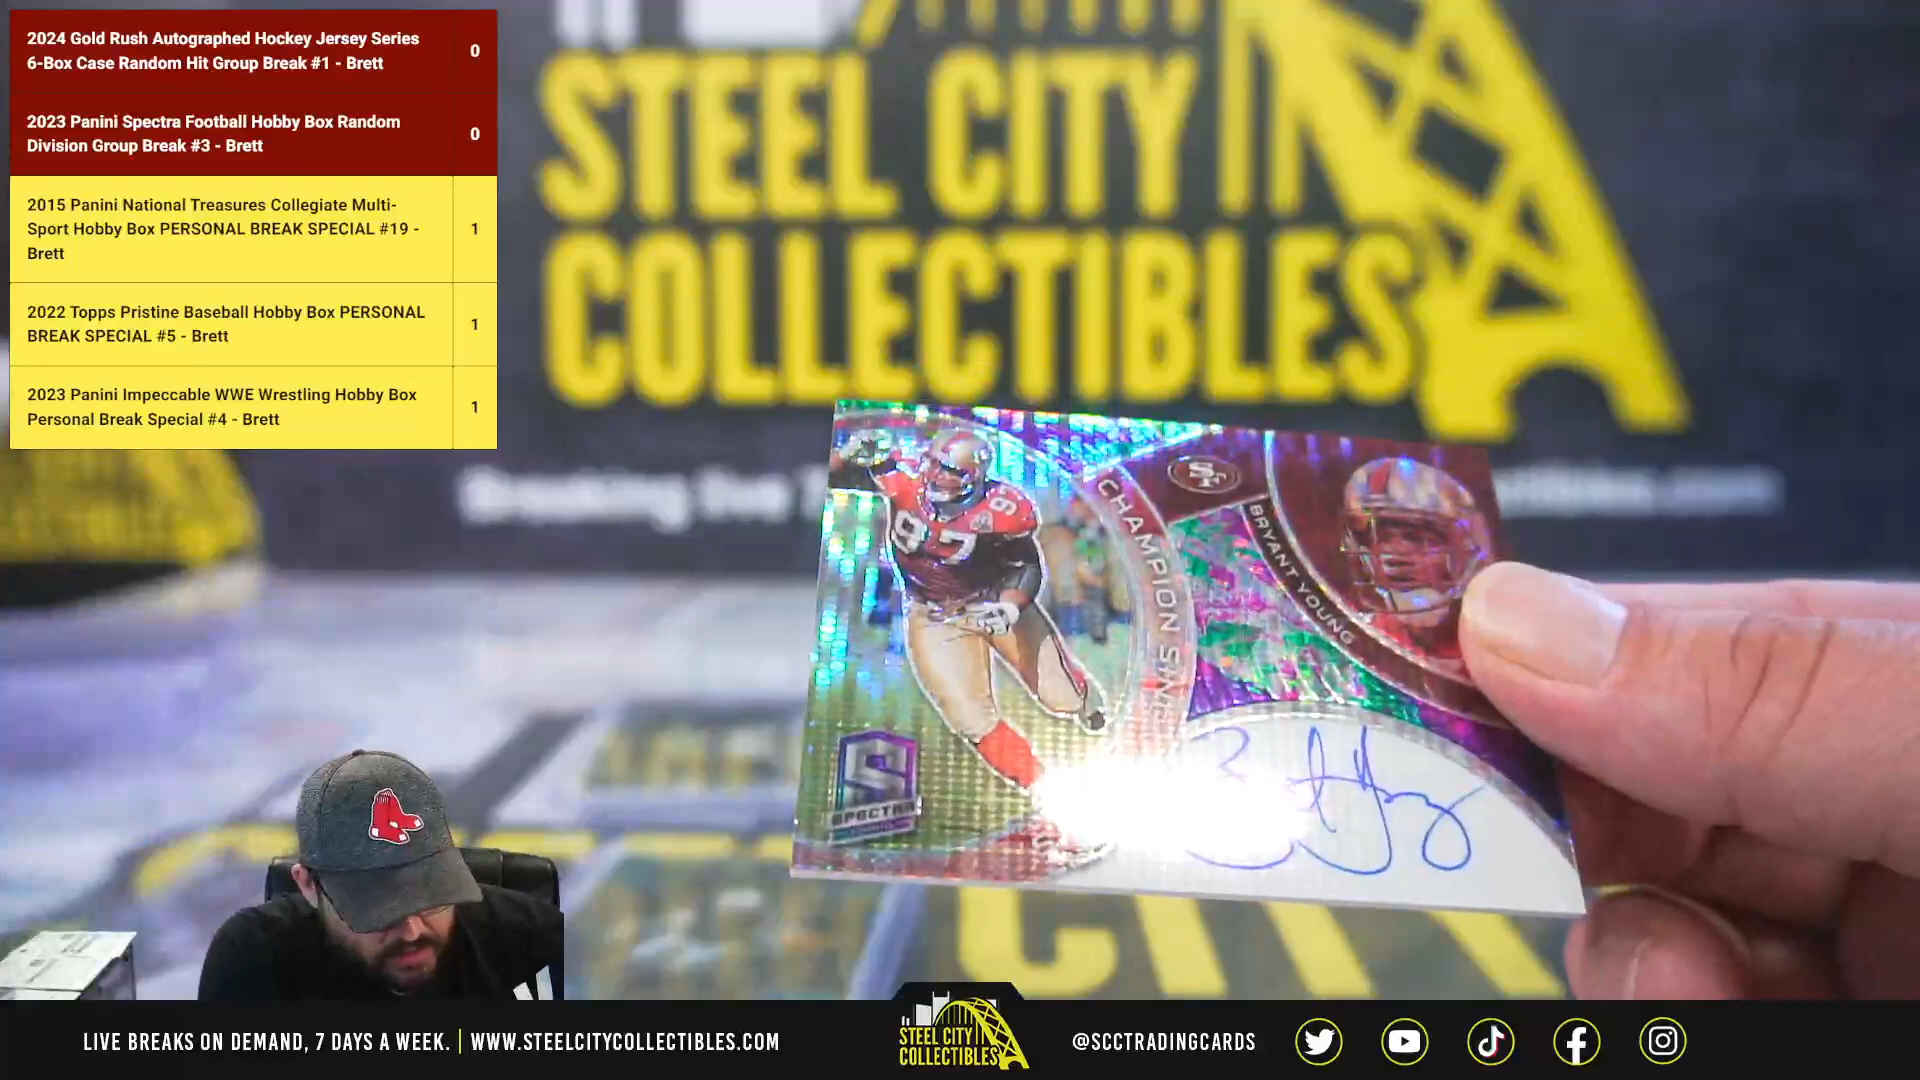 2024 Gold Rush Autographed Hockey Jersey Series
6-Box Case Random Hit Group Break #1 - Brett
0
2023 Panini Spectra Football Hobby Box Random
Division Group Break #3 - Brett
0
2015 Panini National Treasures Collegiate Multi-
Sport Hobby Box PERSONAL BREAK SPECIAL #19 -
Brett
1
2022 Topps Pristine Baseball Hobby Box PERSONAL
BREAK SPECIAL #5 - Brett
1
2023 Panini Impeccable WWE Wrestling Hobby Box
Personal Break Special #4 - Brett
1
STEEL CITY
COLLECTIBLES
Breaking live
97
SF
CHAMPION
BRYANT YOUNG
SPECTRA
LIVE BREAKS ON DEMAND, 7 DAYS A WEEK. | WWW.STEELCITYCOLLECTIBLES.COM
STEEL CITY
COLLECTIBLES
@SCCTRADINGCARDS